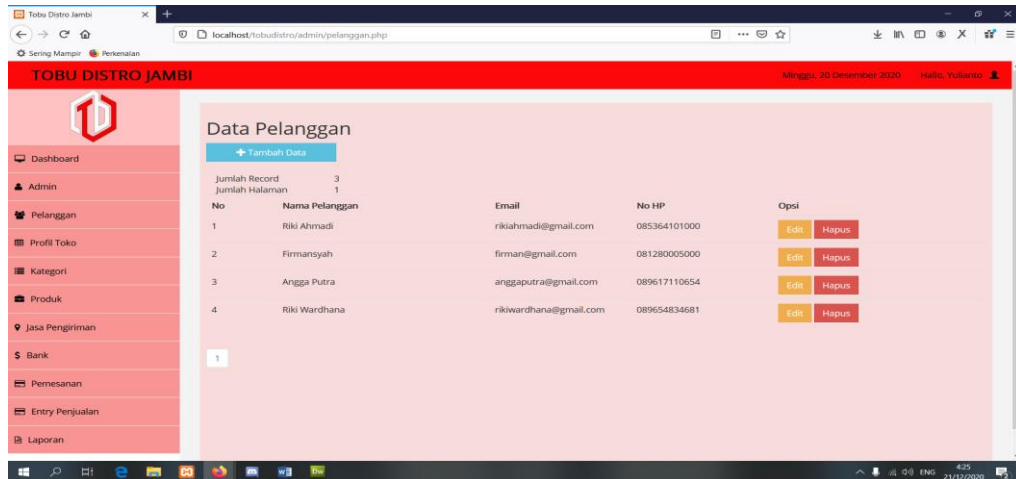 Tobu Distro Jambi
localhost/tobudistro/admin/pelanggan.php
Sering Mampir Perkenalan
TOBU DISTRO JAMBI Minggu, 20 Desember 2020 Hallo, Yulianto
Dashboard
Admin
Pelanggan
Profil Toko
Kategori
Produk
Jasa Pengiriman
$ Bank
Pemesanan
Entry Penjualan
Laporan
Data Pelanggan
Tambah Data
Jumlah Record 3
Jumlah Halaman 1
No Nama Pelanggan Email No HP Opsi
1 Riki Ahmadi rikiahmadi@gmail.com 085364101000 Edit Hapus
2 Firmansyah firman@gmail.com 081280005000 Edit Hapus
3 Angga Putra anggaputra@gmail.com 089617110654 Edit Hapus
4 Riki Wardhana rikiwardhana@gmail.com 089654834681 Edit Hapus
1
ENG 4:25
21/12/2020